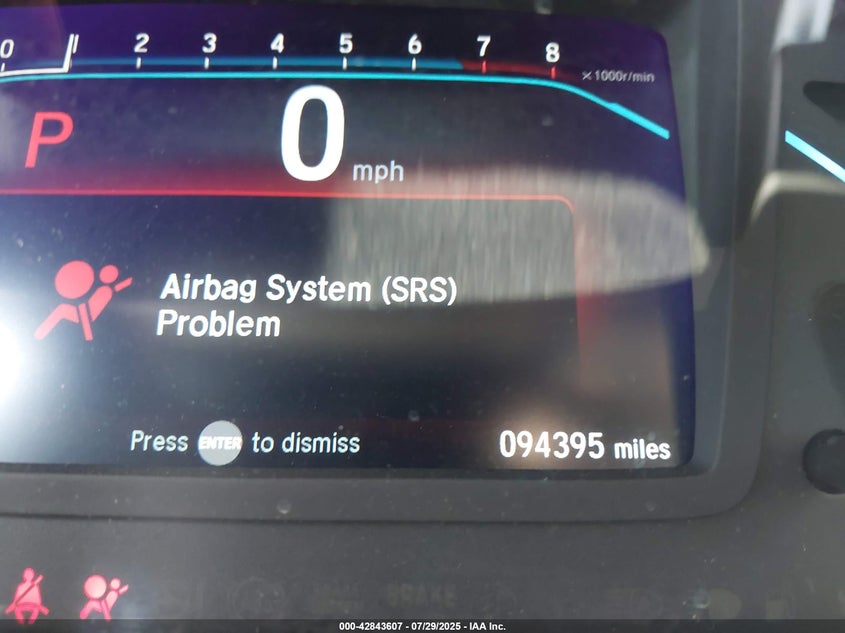 0 1 2 3 4 5 6 7 8
×1000r/min
P 0 mph
Airbag System (SRS)
Problem
Press ENTER to dismiss
094395 miles
BRAKE
000-42843607 - 07/29/2025 - IAA Inc.